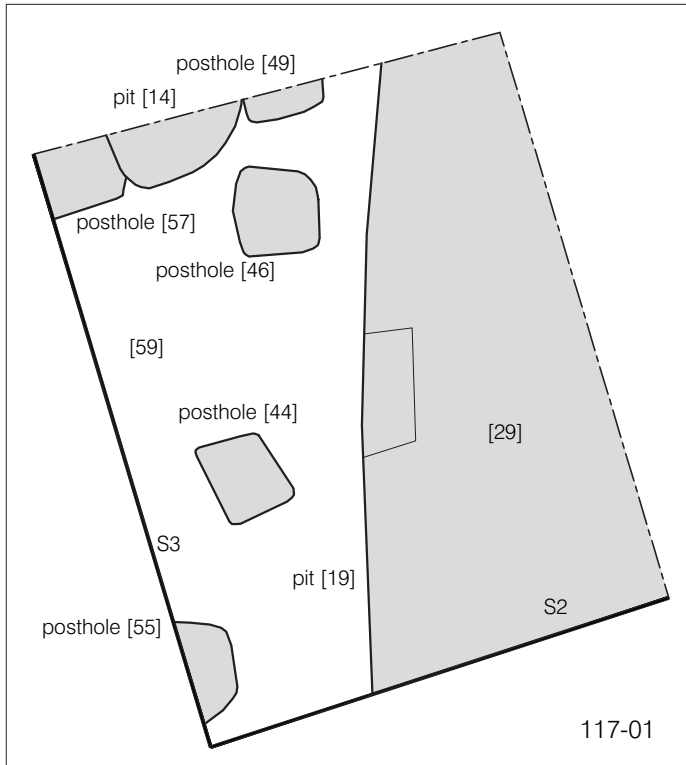 posthole [49]
pit [14]
posthole [57]
posthole [46]
[59]
posthole [44]
[29]
S3
pit [19]
S2
posthole [55]
117-01